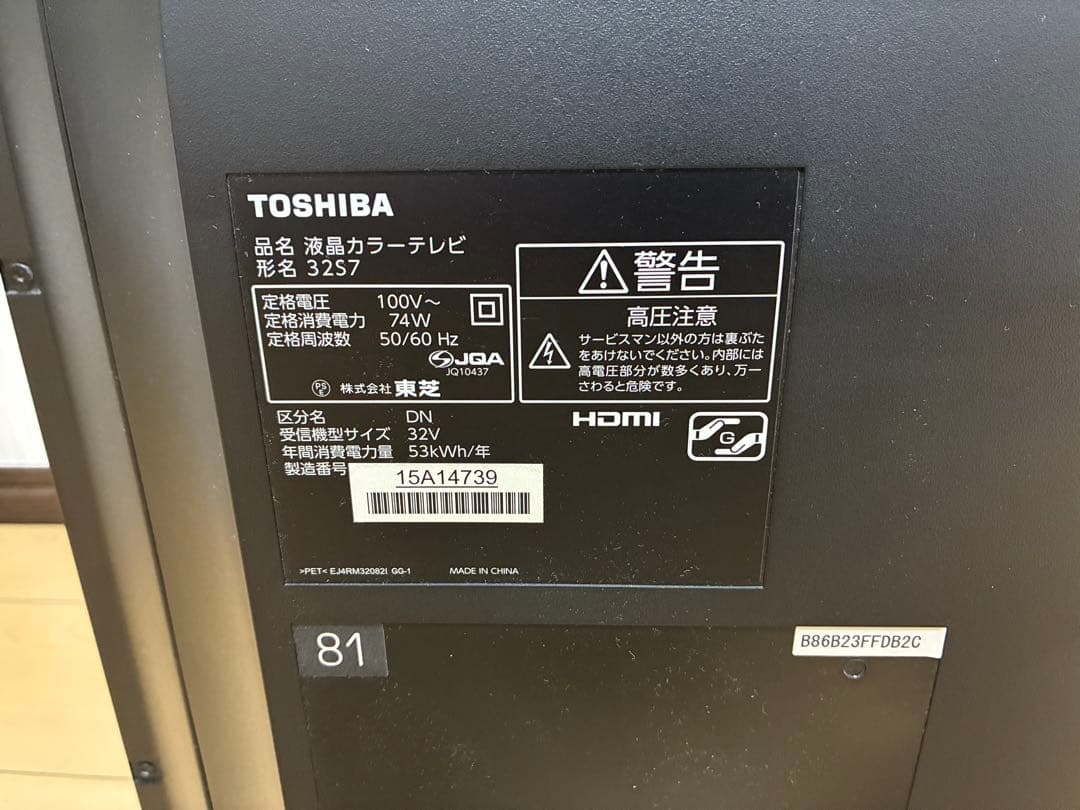 TOSHIBA
品名 液晶カラーテレビ
形名 32S7
定格電圧 100V～
定格消費電力 74W
定格周波数 50/60 Hz
JQA
JQ10437
PS
E
株式会社 東芝
警告
高圧注意
サービスマン以外の方は裏ぶた
をあけないでください。内部には
高電圧部分が数多くあり、万一
さわると危険です。
区分名 DN
受信機型サイズ 32V
年間消費電力量 53kWh/年
製造番号
15A14739
HDMI
G
>PET< EJ4RM32082I GG-1 MADE IN CHINA
81
B86B23FFDB2C